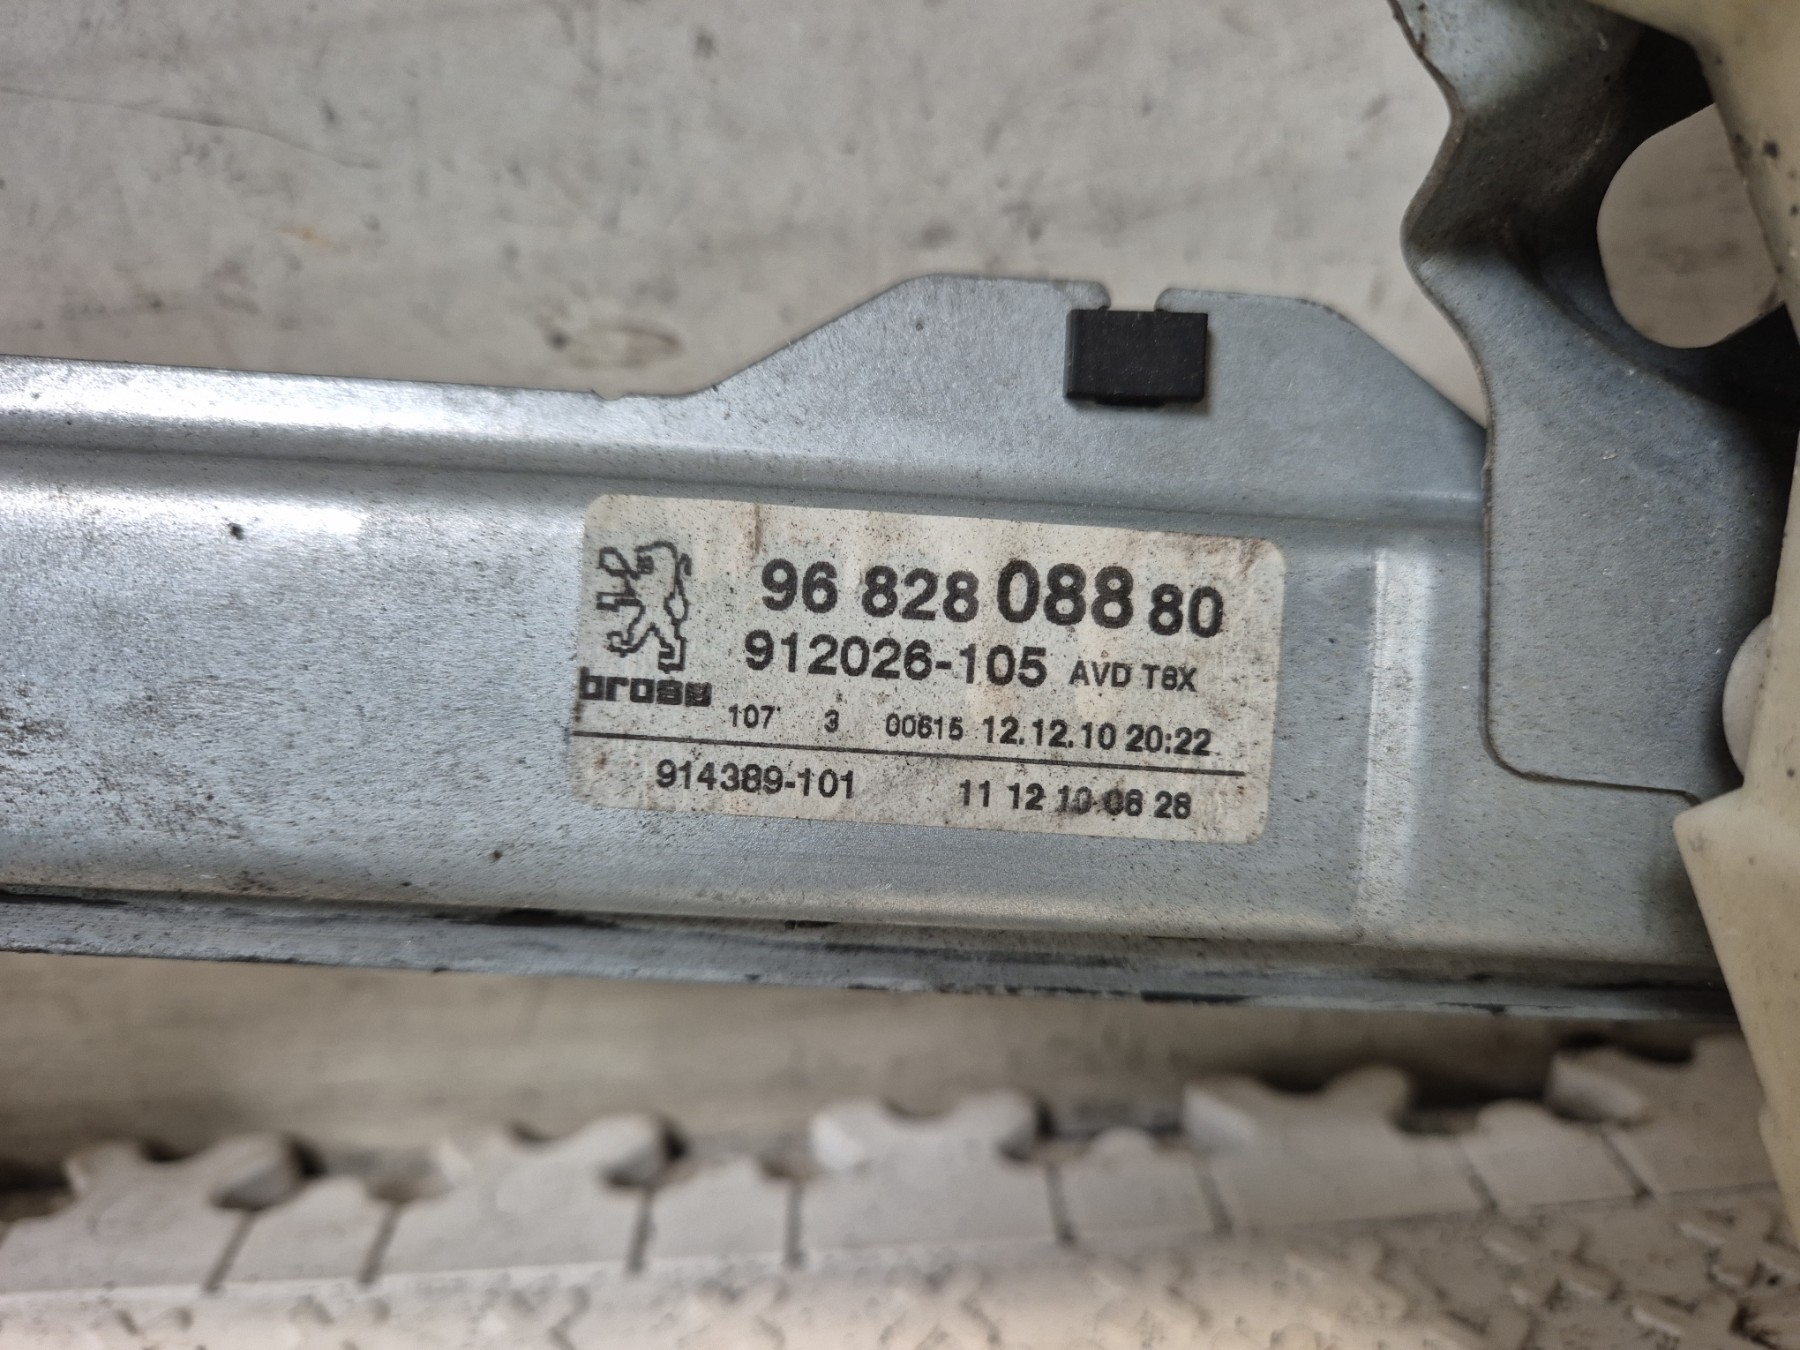 96 828 088 80
912026-105 AVD T8X
brose
107 3 00615 12.12.10 20:22
914389-101 11 12 10 06 28